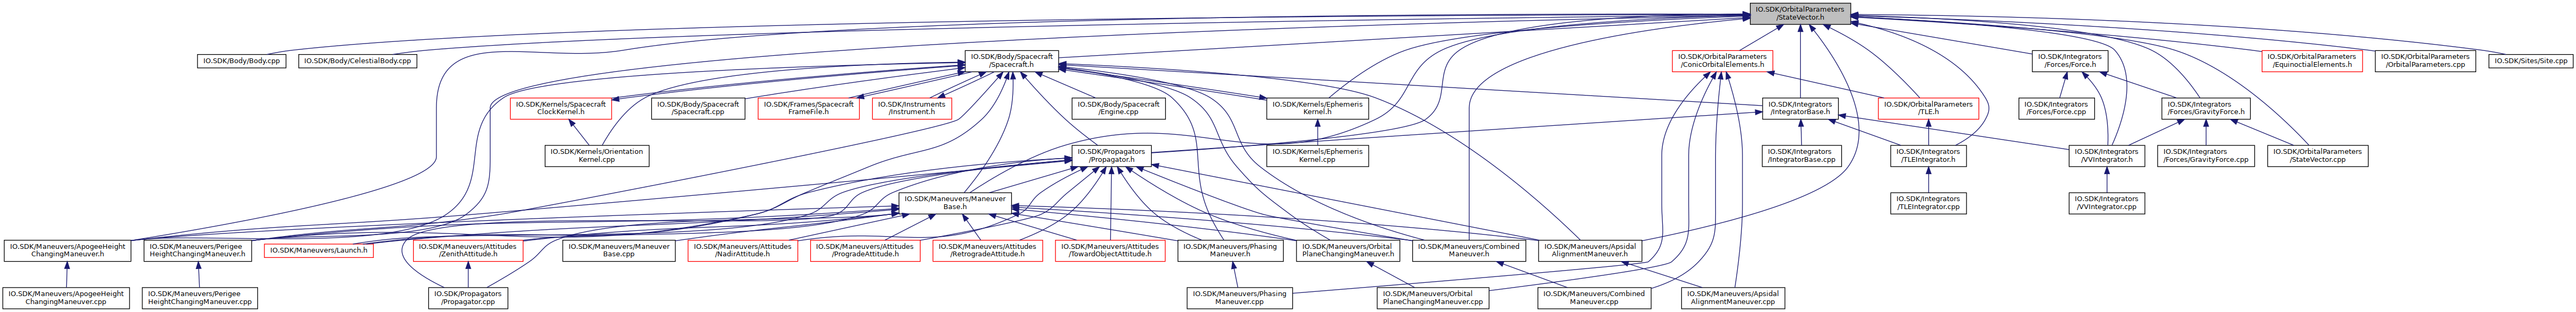 IO.SDK/OrbitalParameters
/StateVector.h
IO.SDK/Body/Body.cpp
IO.SDK/Body/CelestialBody.cpp
IO.SDK/Body/Spacecraft
/Spacecraft.h
IO.SDK/OrbitalParameters
/ConicOrbitalElements.h
IO.SDK/Integrators
/Forces/Force.h
IO.SDK/OrbitalParameters
/EquinoctialElements.h
IO.SDK/OrbitalParameters
/OrbitalParameters.cpp
IO.SDK/Sites/Site.cpp
IO.SDK/Kernels/Spacecraft
ClockKernel.h
IO.SDK/Body/Spacecraft
/Spacecraft.cpp
IO.SDK/Frames/Spacecraft
FrameFile.h
IO.SDK/Instruments
/Instrument.h
IO.SDK/Body/Spacecraft
/Engine.cpp
IO.SDK/Kernels/Ephemeris
Kernel.h
IO.SDK/Integrators
/IntegratorBase.h
IO.SDK/OrbitalParameters
/TLE.h
IO.SDK/Integrators
/Forces/Force.cpp
IO.SDK/Integrators
/Forces/GravityForce.h
IO.SDK/Kernels/Orientation
Kernel.cpp
IO.SDK/Propagators
/Propagator.h
IO.SDK/Kernels/Ephemeris
Kernel.cpp
IO.SDK/Integrators
/IntegratorBase.cpp
IO.SDK/Integrators
/TLEIntegrator.h
IO.SDK/Integrators
/VVIntegrator.h
IO.SDK/Integrators
/Forces/GravityForce.cpp
IO.SDK/OrbitalParameters
/StateVector.cpp
IO.SDK/Maneuvers/Maneuver
Base.h
IO.SDK/Integrators
/TLEIntegrator.cpp
IO.SDK/Integrators
/VVIntegrator.cpp
IO.SDK/Maneuvers/ApogeeHeight
ChangingManeuver.h
IO.SDK/Maneuvers/Perigee
HeightChangingManeuver.h
IO.SDK/Maneuvers/Launch.h
IO.SDK/Maneuvers/Attitudes
/ZenithAttitude.h
IO.SDK/Maneuvers/Maneuver
Base.cpp
IO.SDK/Maneuvers/Attitudes
/NadirAttitude.h
IO.SDK/Maneuvers/Attitudes
/ProgradeAttitude.h
IO.SDK/Maneuvers/Attitudes
/RetrogradeAttitude.h
IO.SDK/Maneuvers/Attitudes
/TowardObjectAttitude.h
IO.SDK/Maneuvers/Phasing
Maneuver.h
IO.SDK/Maneuvers/Orbital
PlaneChangingManeuver.h
IO.SDK/Maneuvers/Combined
Maneuver.h
IO.SDK/Maneuvers/Apsidal
AlignmentManeuver.h
IO.SDK/Maneuvers/ApogeeHeight
ChangingManeuver.cpp
IO.SDK/Maneuvers/Perigee
HeightChangingManeuver.cpp
IO.SDK/Propagators
/Propagator.cpp
IO.SDK/Maneuvers/Phasing
Maneuver.cpp
IO.SDK/Maneuvers/Orbital
PlaneChangingManeuver.cpp
IO.SDK/Maneuvers/Combined
Maneuver.cpp
IO.SDK/Maneuvers/Apsidal
AlignmentManeuver.cpp